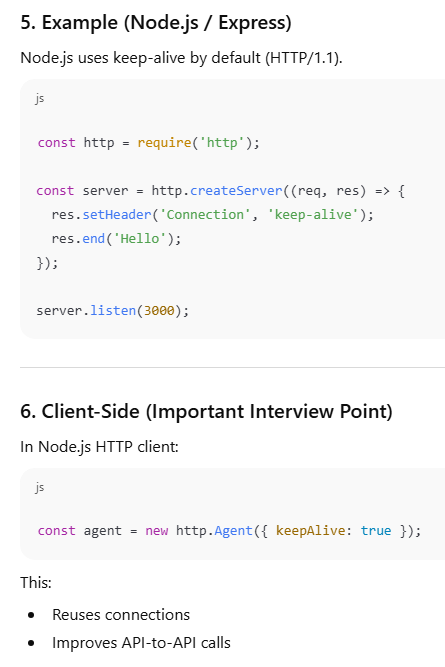 5. Example (Node.js / Express)
Node.js uses keep-alive by default (HTTP/1.1).
js
const http = require('http');
const server = http.createServer((req, res) => {
  res.setHeader('Connection', 'keep-alive');
  res.end('Hello');
});
server.listen(3000);
6. Client-Side (Important Interview Point)
In Node.js HTTP client:
js
const agent = new http.Agent({ keepAlive: true });
This:
• Reuses connections
• Improves API-to-API calls